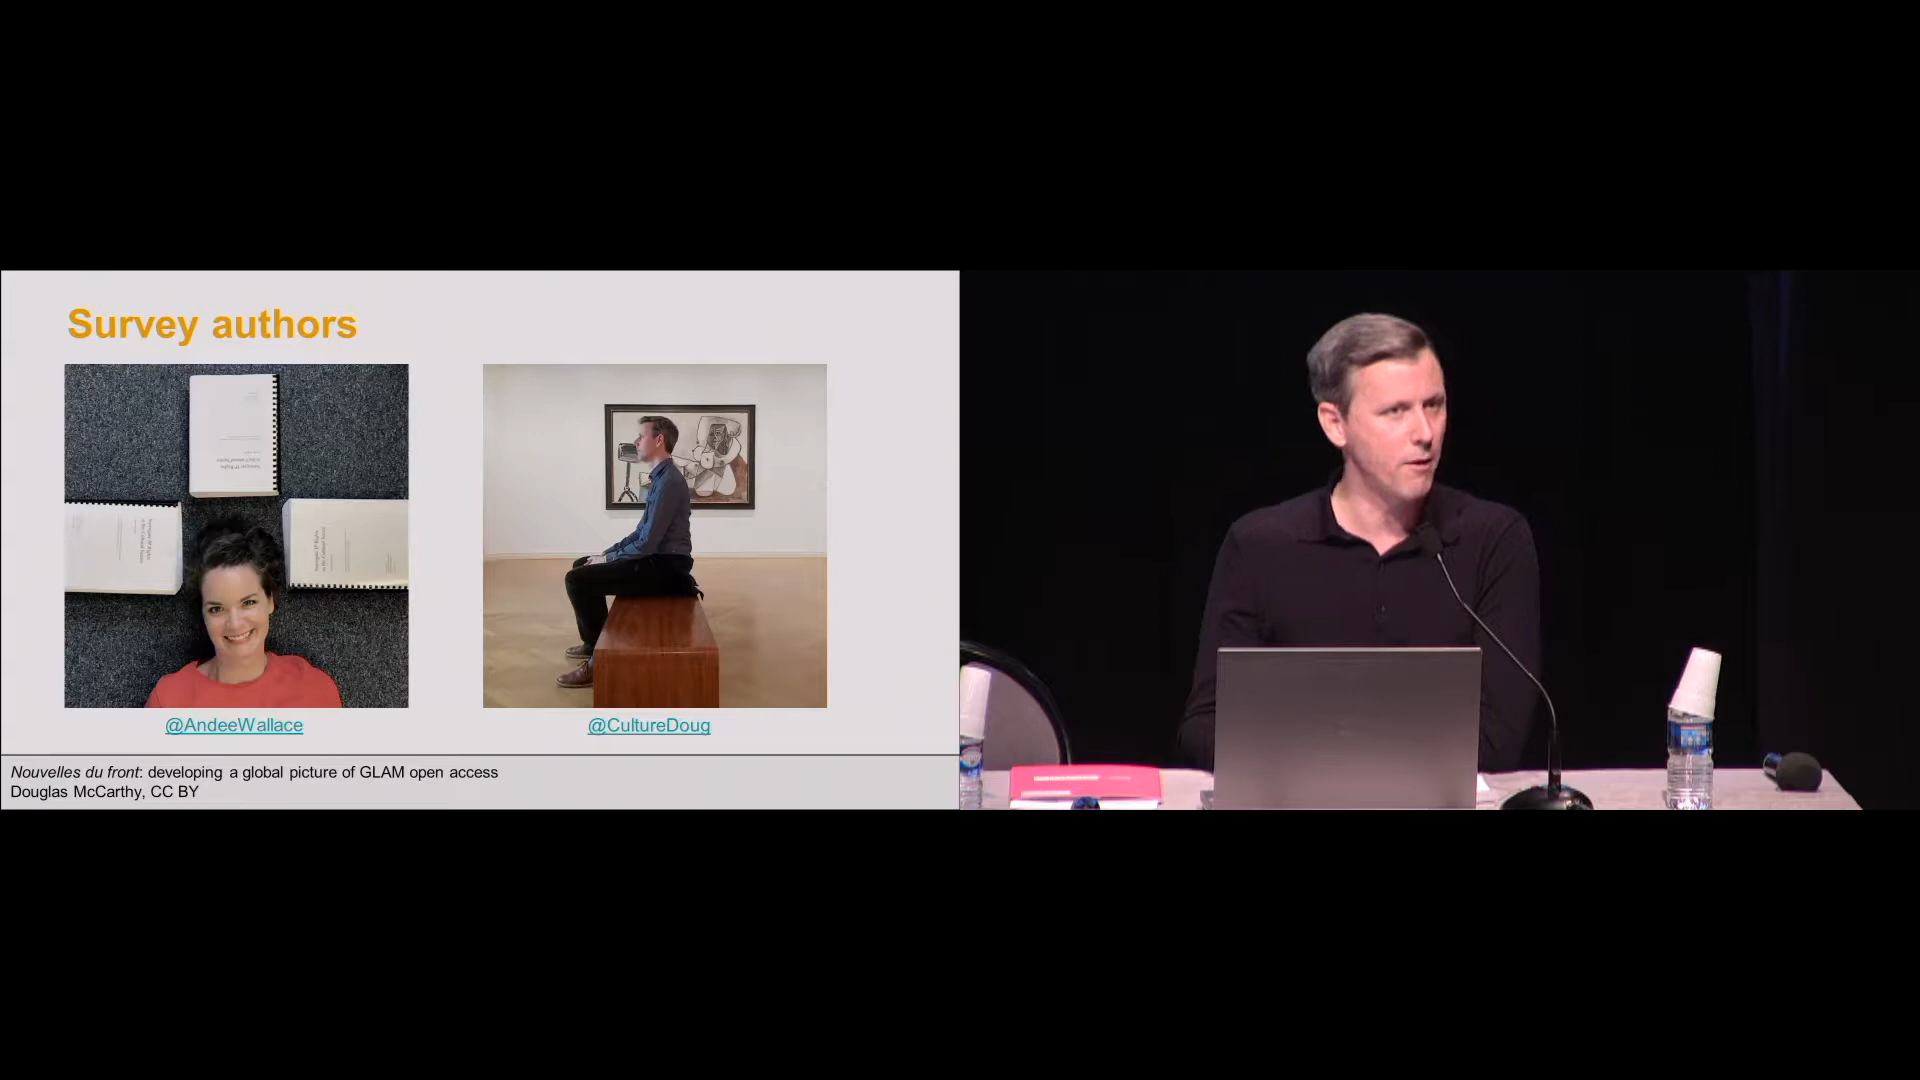 Survey authors
@AndeeWallace
@CultureDoug
Nouvelles du front: developing a global picture of GLAM open access
Douglas McCarthy, CC BY